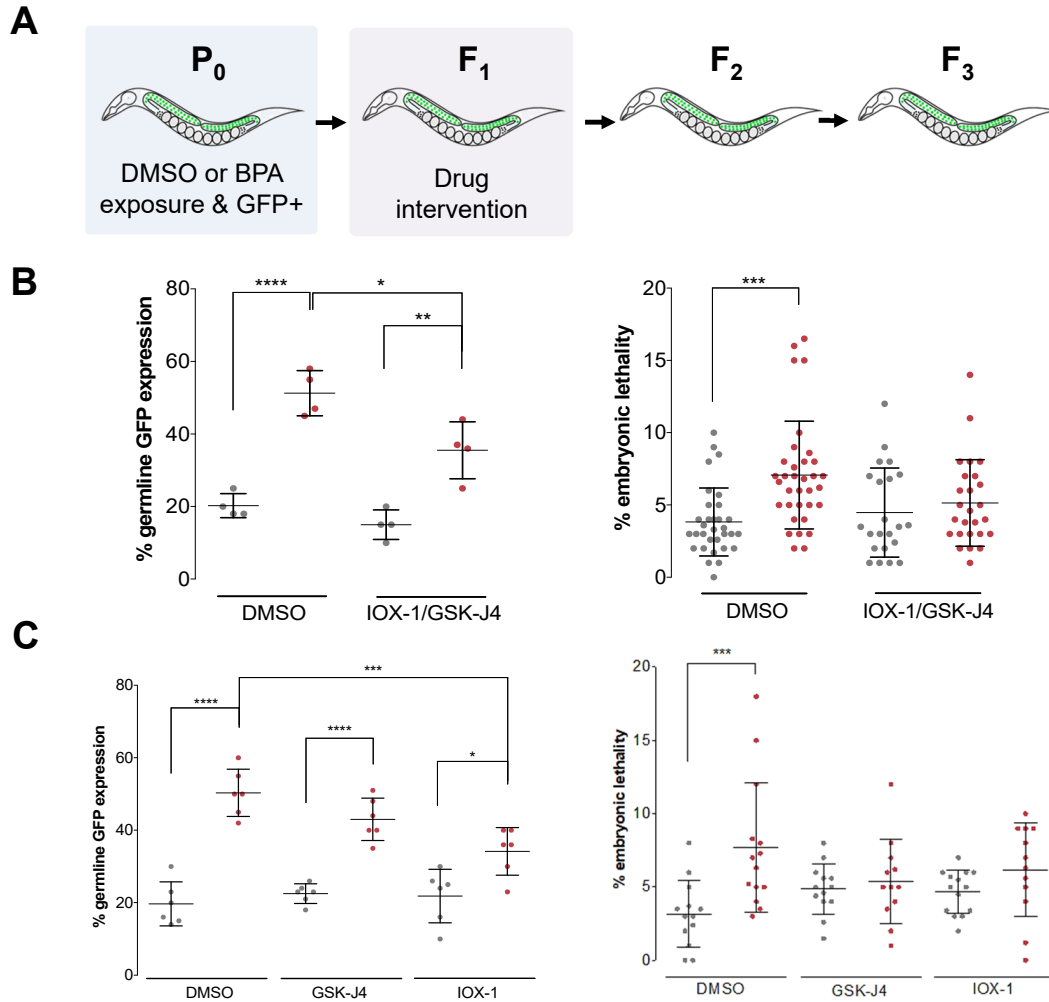 A
P0
F1
F2
F3
DMSO or BPA
exposure & GFP+
Drug
intervention
B
% germline GFP expression
80
60
40
20
0
****
*
**
DMSO
IOX-1/GSK-J4
% embryonic lethality
20
15
10
5
0
***
DMSO
IOX-1/GSK-J4
C
% germline GFP expression
80
60
40
20
0
****
***
****
*
DMSO
GSK-J4
IOX-1
% embryonic lethality
20
15
10
5
0
***
DMSO
GSK-J4
IOX-1